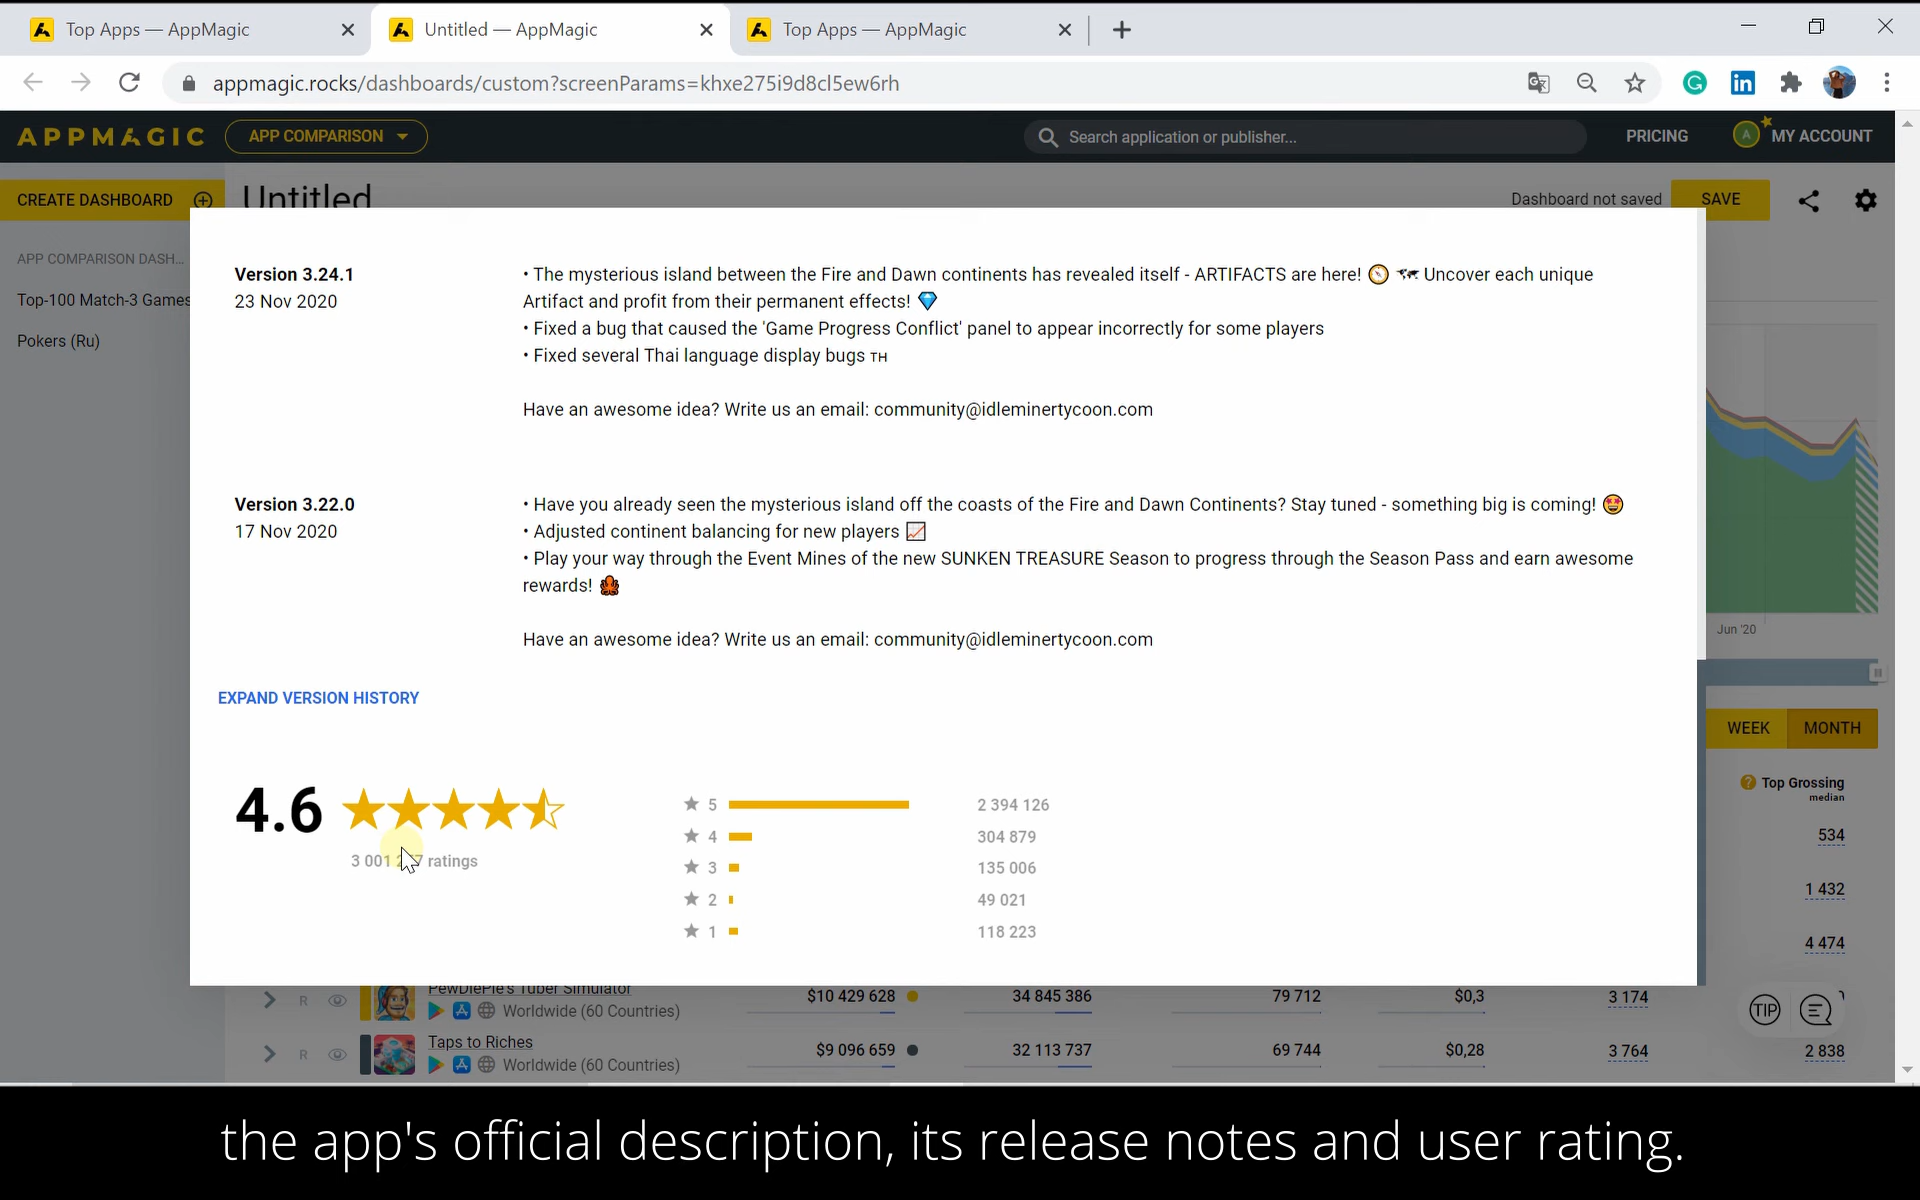 Top Apps — AppMagic
Untitled — AppMagic
Top Apps — AppMagic
appmagic.rocks/dashboards/custom?screenParams=khxe275i9d8cl5ew6rh
APPMAGIC
APP COMPARISON
Search application or publisher...
PRICING
A
MY ACCOUNT
CREATE DASHBOARD
Untitled
Dashboard not saved
SAVE
APP COMPARISON DASH...
Top-100 Match-3 Games
Pokers (Ru)
Version 3.24.1
23 Nov 2020
• The mysterious island between the Fire and Dawn continents has revealed itself - ARTIFACTS are here! 🧭 🗺 Uncover each unique
Artifact and profit from their permanent effects! 💎
• Fixed a bug that caused the 'Game Progress Conflict' panel to appear incorrectly for some players
• Fixed several Thai language display bugs TH
Have an awesome idea? Write us an email: community@idleminertycoon.com
Version 3.22.0
17 Nov 2020
• Have you already seen the mysterious island off the coasts of the Fire and Dawn Continents? Stay tuned - something big is coming! 🤩
• Adjusted continent balancing for new players 📈
• Play your way through the Event Mines of the new SUNKEN TREASURE Season to progress through the Season Pass and earn awesome
rewards! 🐙
Have an awesome idea? Write us an email: community@idleminertycoon.com
EXPAND VERSION HISTORY
Jun '20
WEEK
MONTH
Top Grossing
median
534
1 432
4 474
4.6
3 001 ratings
5 2 394 126
4 304 879
3 135 006
2 49 021
1 118 223
R
PewDiePie's Tuber Simulator
Worldwide (60 Countries)
$10 429 628
34 845 386
79 712
$0,3
3 174
TIP
R
Taps to Riches
Worldwide (60 Countries)
$9 096 659
32 113 737
69 744
$0,28
3 764
2 838
the app's official description, its release notes and user rating.